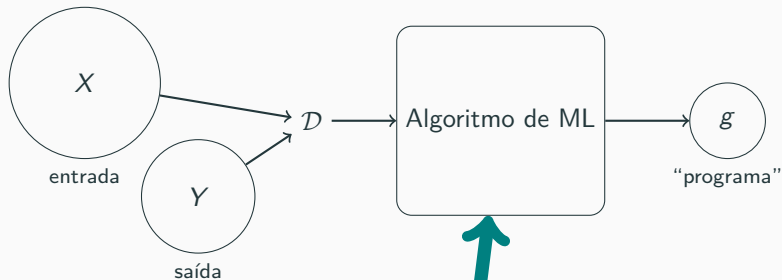 X
entrada
Y
saída
𝒟
Algoritmo de ML
g
“programa”